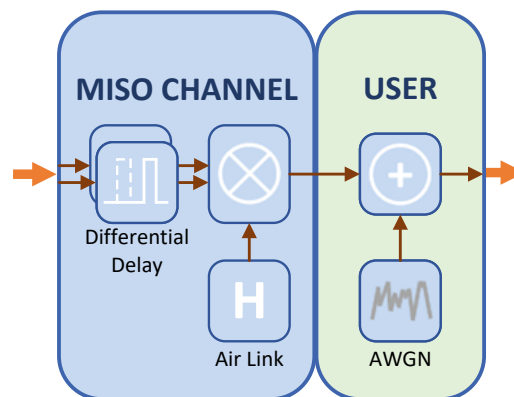 MISO CHANNEL
USER
Differential
Delay
H
Air Link
AWGN